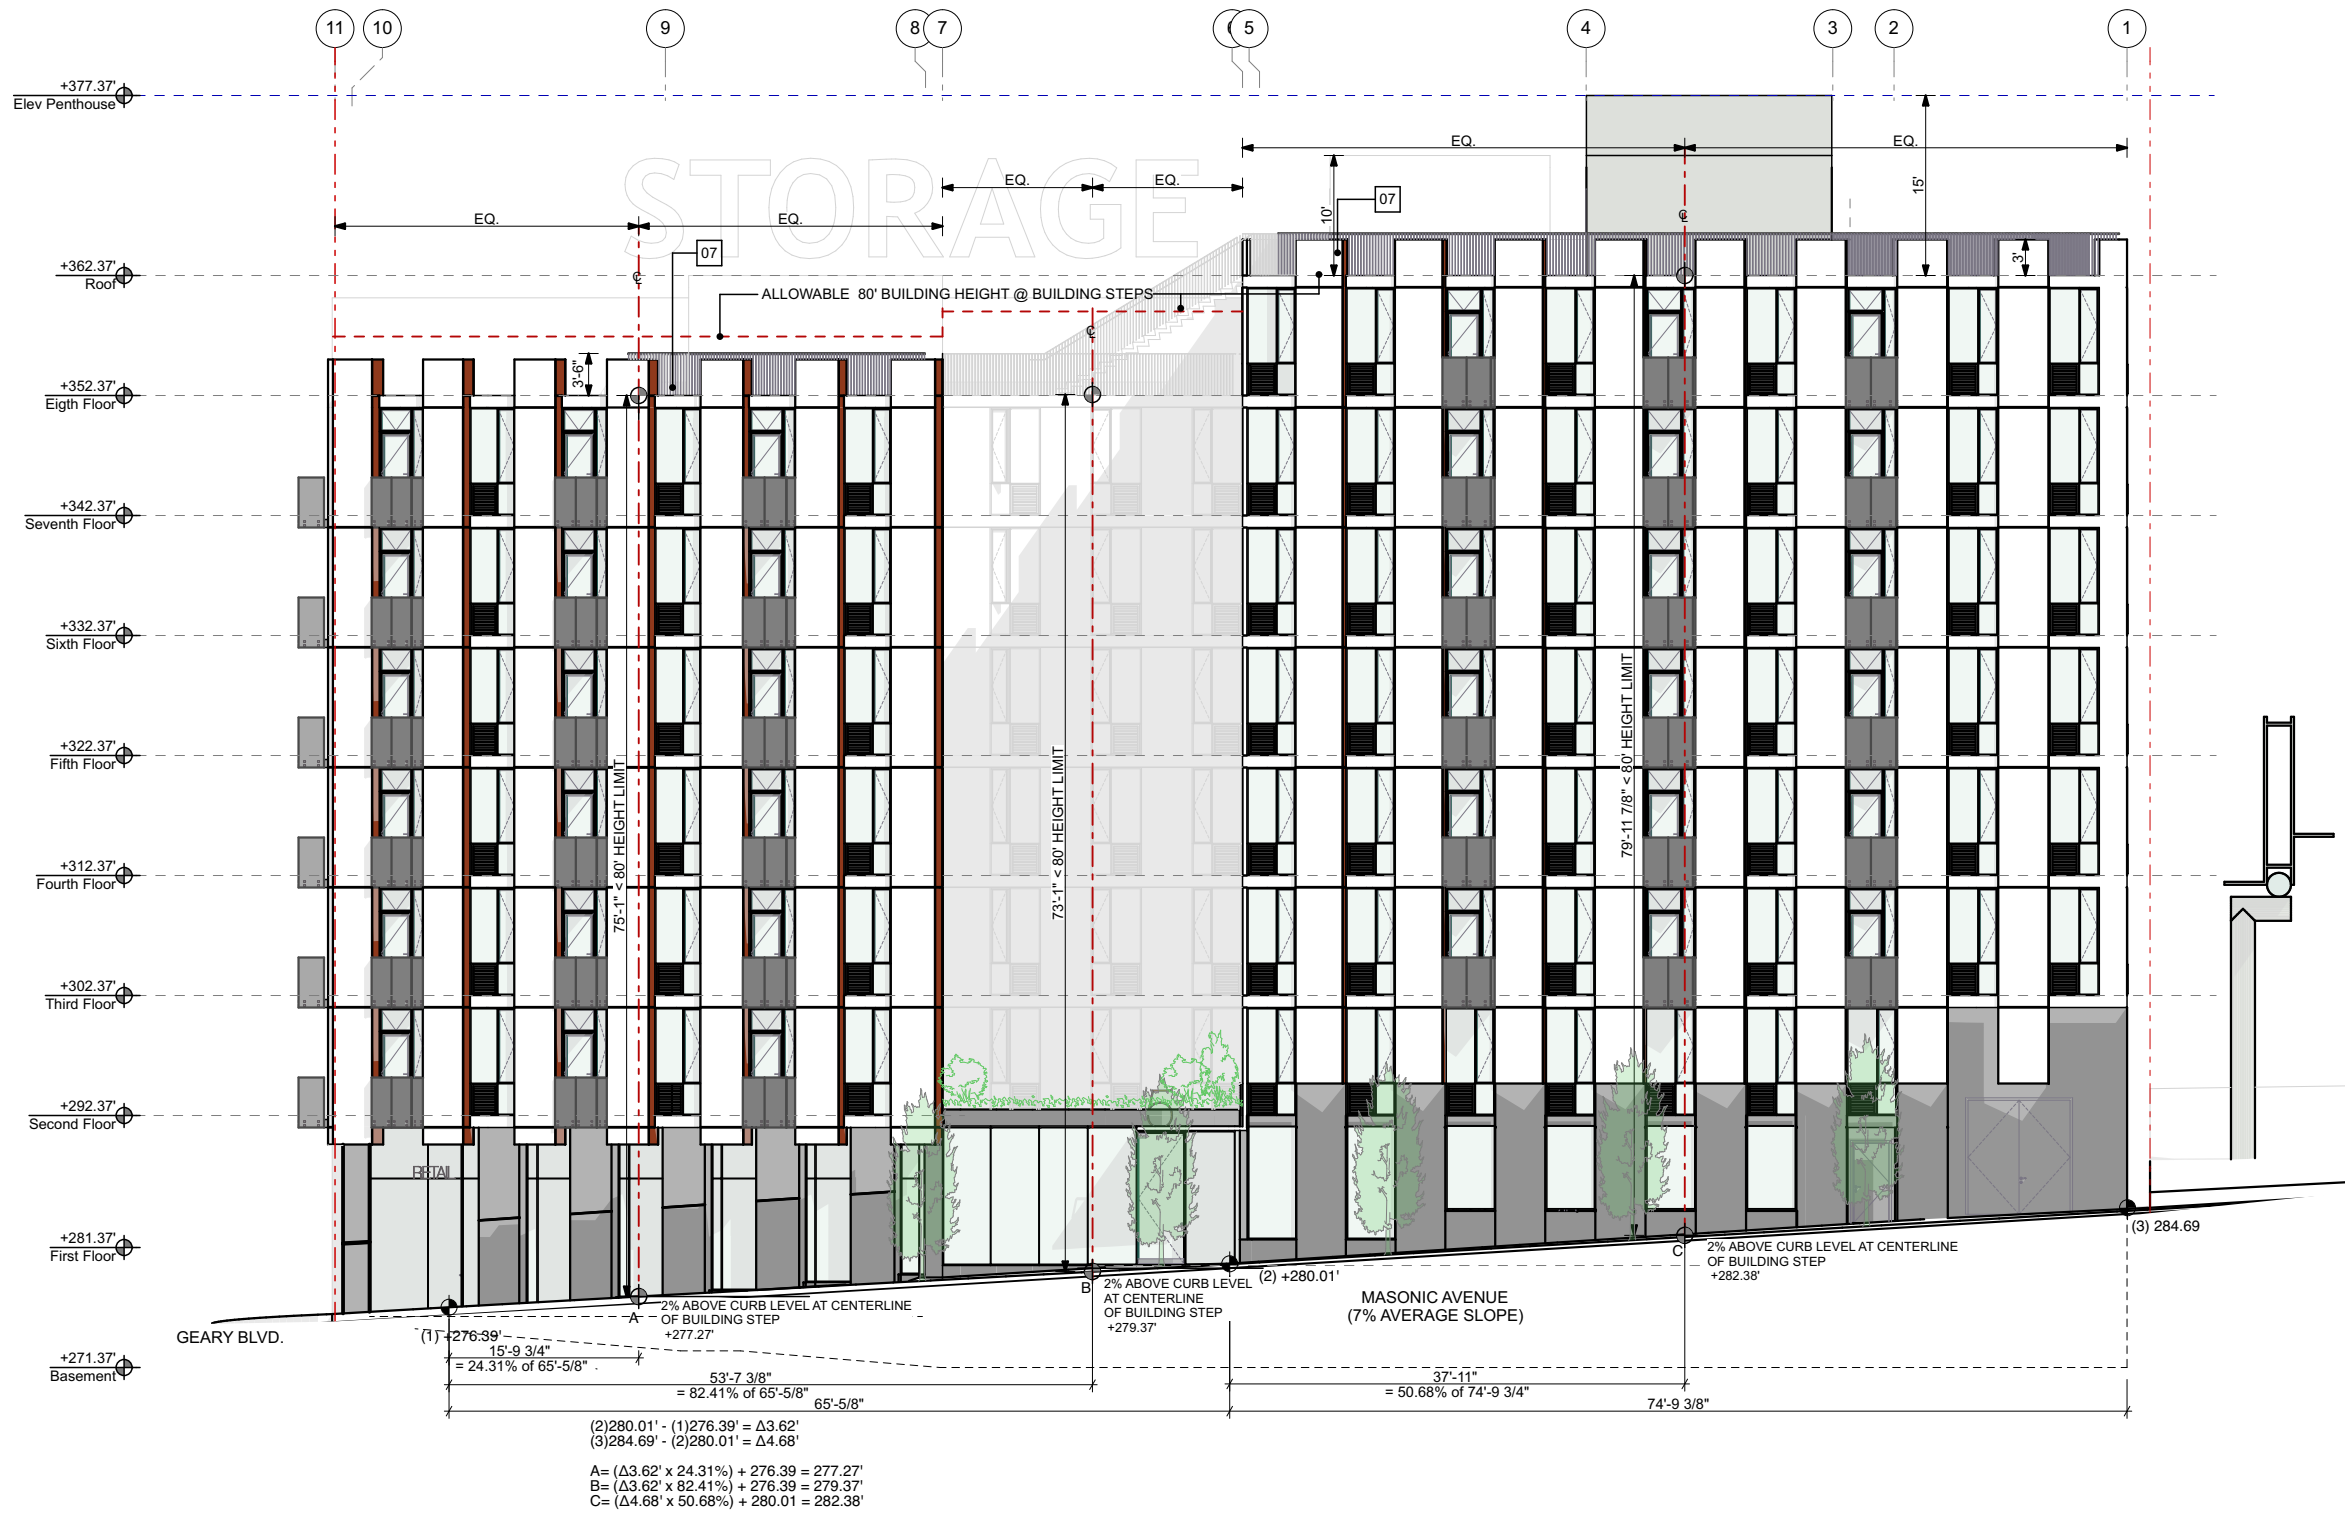 11
10
9
8
7
5
4
3
2
1
+377.37'
Elev Penthouse
EQ.
EQ.
STORAGE
EQ.
EQ.
15'
10'
07
EQ.
EQ.
07
3'
+362.37'
Roof
ALLOWABLE 80' BUILDING HEIGHT @ BUILDING STEPS
3'-6"
+352.37'
Eigth Floor
+342.37'
Seventh Floor
+332.37'
Sixth Floor
+322.37'
Fifth Floor
75'-1" < 80' HEIGHT LIMIT
73'-1" < 80' HEIGHT LIMIT
79'-11 7/8" < 80' HEIGHT LIMIT
+312.37'
Fourth Floor
+302.37'
Third Floor
+292.37'
Second Floor
RETAIL
+281.37'
First Floor
(3) 284.69
C
2% ABOVE CURB LEVEL AT CENTERLINE
OF BUILDING STEP
+282.38'
(2) +280.01'
B
2% ABOVE CURB LEVEL
AT CENTERLINE
OF BUILDING STEP
+279.37'
MASONIC AVENUE
(7% AVERAGE SLOPE)
A
2% ABOVE CURB LEVEL AT CENTERLINE
OF BUILDING STEP
+277.27'
GEARY BLVD.
(1) +276.39'
+271.37'
Basement
15'-9 3/4"
= 24.31% of 65'-5/8"
53'-7 3/8"
= 82.41% of 65'-5/8"
37'-11"
= 50.68% of 74'-9 3/4"
65'-5/8"
74'-9 3/8"
(2)280.01' - (1)276.39' = Δ3.62'
(3)284.69' - (2)280.01' = Δ4.68'
A= (Δ3.62' x 24.31%) + 276.39 = 277.27'
B= (Δ3.62' x 82.41%) + 276.39 = 279.37'
C= (Δ4.68' x 50.68%) + 280.01 = 282.38'